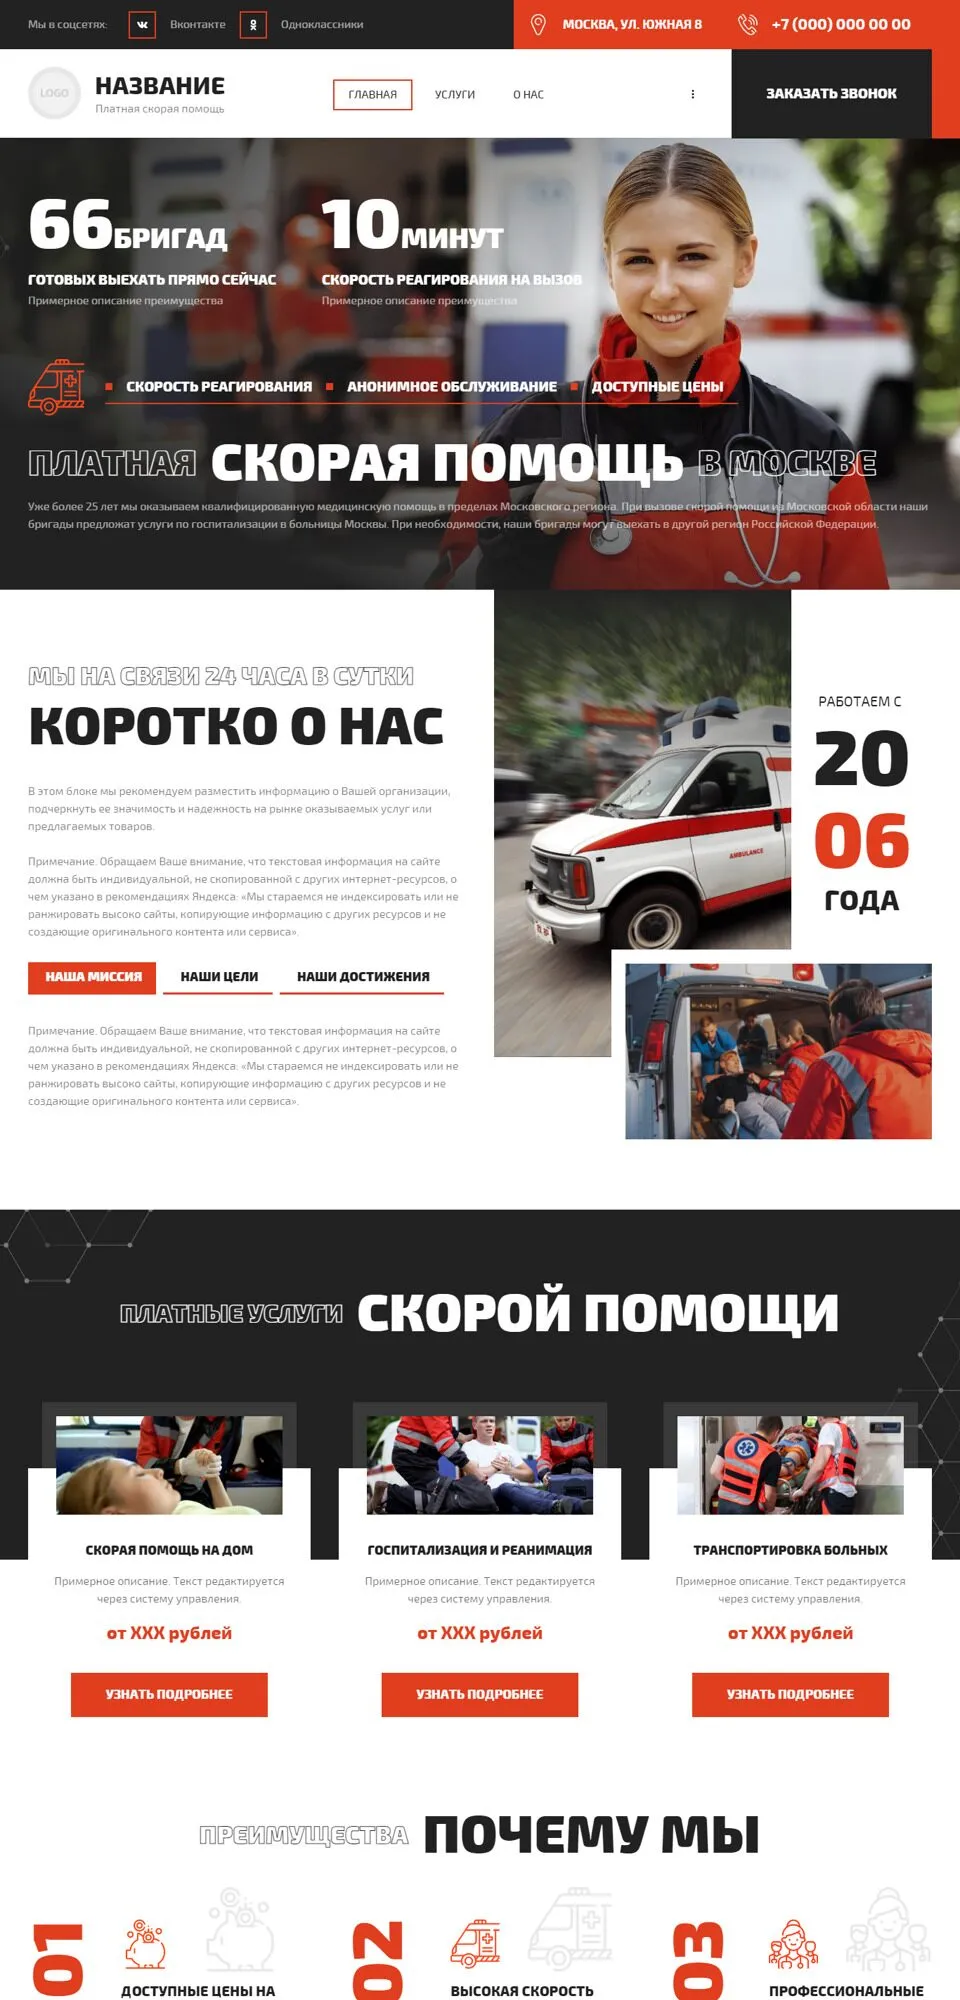 Мы в соцсетях: Вконтакте Одноклассники МОСКВА, УЛ. ЮЖНАЯ 8 +7 (000) 000 00 00
LOGO
НАЗВАНИЕ
Платная скорая помощь
ГЛАВНАЯ УСЛУГИ О НАС
ЗАКАЗАТЬ ЗВОНОК
66БРИГАД
ГОТОВЫХ ВЫЕХАТЬ ПРЯМО СЕЙЧАС
Примерное описание преимущества
10МИНУТ
СКОРОСТЬ РЕАГИРОВАНИЯ НА ВЫЗОВ
Примерное описание преимущества
СКОРОСТЬ РЕАГИРОВАНИЯ АНОНИМНОЕ ОБСЛУЖИВАНИЕ ДОСТУПНЫЕ ЦЕНЫ
ПЛАТНАЯ СКОРАЯ ПОМОЩЬ В МОСКВЕ
Уже более 25 лет мы оказываем квалифицированную медицинскую помощь в пределах Московского региона. При вызове скорой помощи из Московской области наши
бригады предложат услуги по госпитализации в больницы Москвы. При необходимости, наши бригады могут выехать в другой регион Российской Федерации.
МЫ НА СВЯЗИ 24 ЧАСА В СУТКИ
КОРОТКО О НАС
В этом блоке мы рекомендуем разместить информацию о Вашей организации,
подчеркнуть ее значимость и надежность на рынке оказываемых услуг или
предлагаемых товаров.
Примечание. Обращаем Ваше внимание, что текстовая информация на сайте
должна быть индивидуальной, не скопированной с других интернет-ресурсов, о
чем указано в рекомендациях Яндекса: «Мы стараемся не индексировать или не
ранжировать высоко сайты, копирующие информацию с других ресурсов и не
создающие оригинального контента или сервиса».
НАША МИССИЯ НАШИ ЦЕЛИ НАШИ ДОСТИЖЕНИЯ
Примечание. Обращаем Ваше внимание, что текстовая информация на сайте
должна быть индивидуальной, не скопированной с других интернет-ресурсов, о
чем указано в рекомендациях Яндекса: «Мы стараемся не индексировать или не
ранжировать высоко сайты, копирующие информацию с других ресурсов и не
создающие оригинального контента или сервиса».
AMBULANCE
РАБОТАЕМ С
20
06
ГОДА
ПЛАТНЫЕ УСЛУГИ СКОРОЙ ПОМОЩИ
СКОРАЯ ПОМОЩЬ НА ДОМ
Примерное описание. Текст редактируется
через систему управления.
от XXX рублей
УЗНАТЬ ПОДРОБНЕЕ
ГОСПИТАЛИЗАЦИЯ И РЕАНИМАЦИЯ
Примерное описание. Текст редактируется
через систему управления.
от XXX рублей
УЗНАТЬ ПОДРОБНЕЕ
ТРАНСПОРТИРОВКА БОЛЬНЫХ
Примерное описание. Текст редактируется
через систему управления.
от XXX рублей
УЗНАТЬ ПОДРОБНЕЕ
ПРЕИМУЩЕСТВА ПОЧЕМУ МЫ
01
ДОСТУПНЫЕ ЦЕНЫ НА
02
ВЫСОКАЯ СКОРОСТЬ
03
ПРОФЕССИОНАЛЬНЫЕ